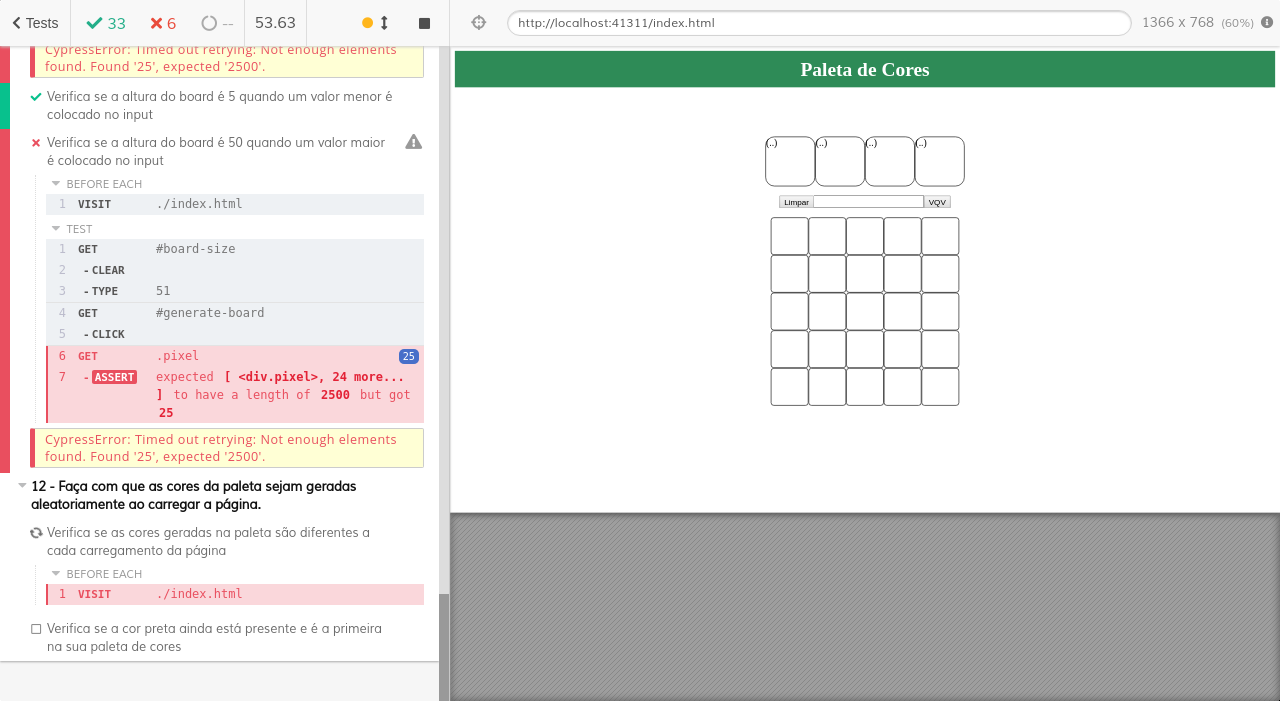 Tests 33 6 -- 53.63
http://localhost:41311/index.html 1366 x 768 (60%)
CypressError: Timed out retrying: Not enough elements
found. Found '25', expected '2500'.
Verifica se a altura do board é 5 quando um valor menor é
colocado no input
Verifica se a altura do board é 50 quando um valor maior
é colocado no input
BEFORE EACH
1 VISIT ./index.html
TEST
1 GET #board-size
2 - CLEAR
3 - TYPE 51
4 GET #generate-board
5 - CLICK
6 GET .pixel 25
7 - ASSERT expected [ <div.pixel>, 24 more...
] to have a length of 2500 but got
25
CypressError: Timed out retrying: Not enough elements
found. Found '25', expected '2500'.
12 - Faça com que as cores da paleta sejam geradas
aleatoriamente ao carregar a página.
Verifica se as cores geradas na paleta são diferentes a
cada carregamento da página
BEFORE EACH
1 VISIT ./index.html
Verifica se a cor preta ainda está presente e é a primeira
na sua paleta de cores
Paleta de Cores
(..) (..) (..) (..)
Limpar VQV